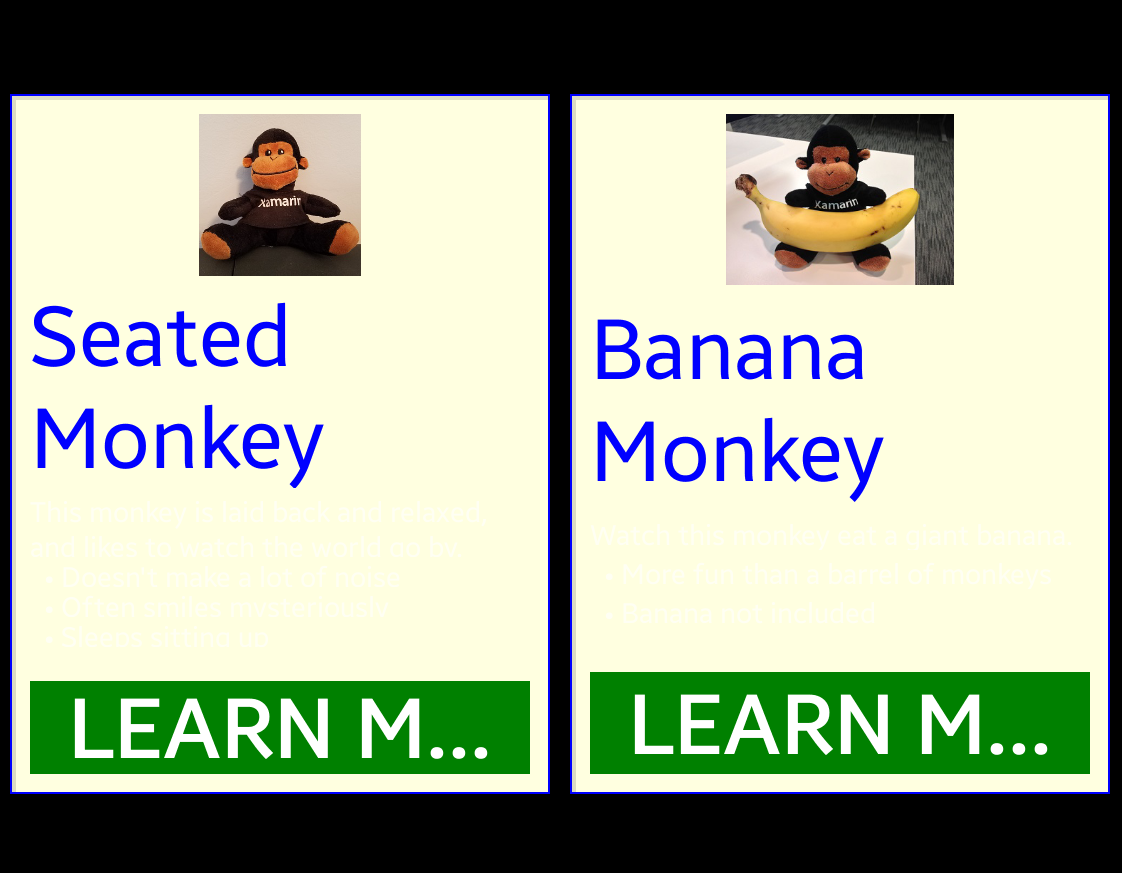 Xamarin
Seated
Monkey
This monkey is laid back and relaxed,
and likes to watch the world go by.
• Doesn't make a lot of noise
• Often smiles mysteriously
• Sleeps sitting up
LEARN M...
Xamarin
Banana
Monkey
Watch this monkey eat a giant banana.
• More fun than a barrel of monkeys
• Banana not included
LEARN M...